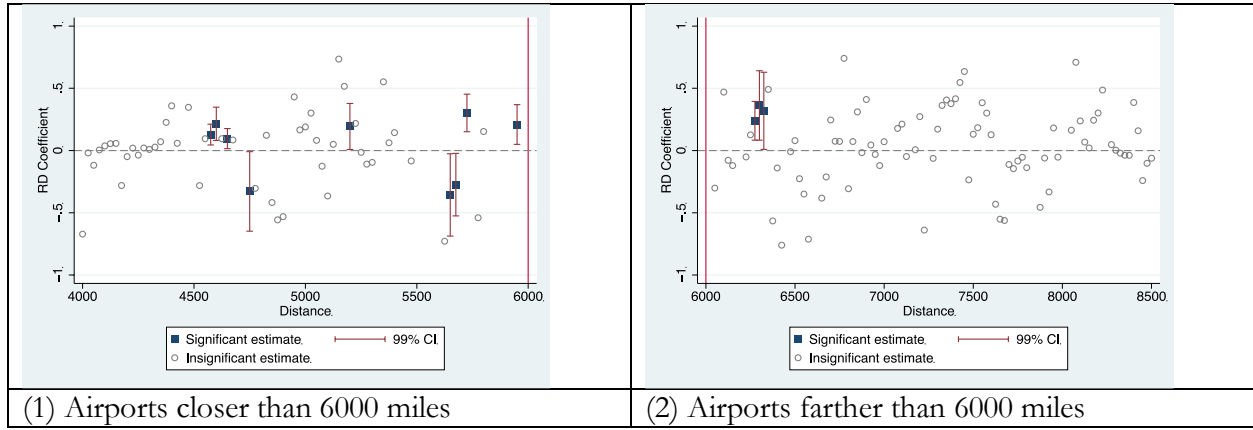 1.
.5
0.
-.5
-1.
RD Coefficient
4000
4500
5000
5500
6000.
Distance.
Significant estimate.
99% CI.
Insignificant estimate.
(1) Airports closer than 6000 miles
1.
.5
0.
-.5
-1.
RD Coefficient
6000
6500
7000
7500
8000
8500.
Distance.
Significant estimate.
99% CI.
Insignificant estimate.
(2) Airports farther than 6000 miles